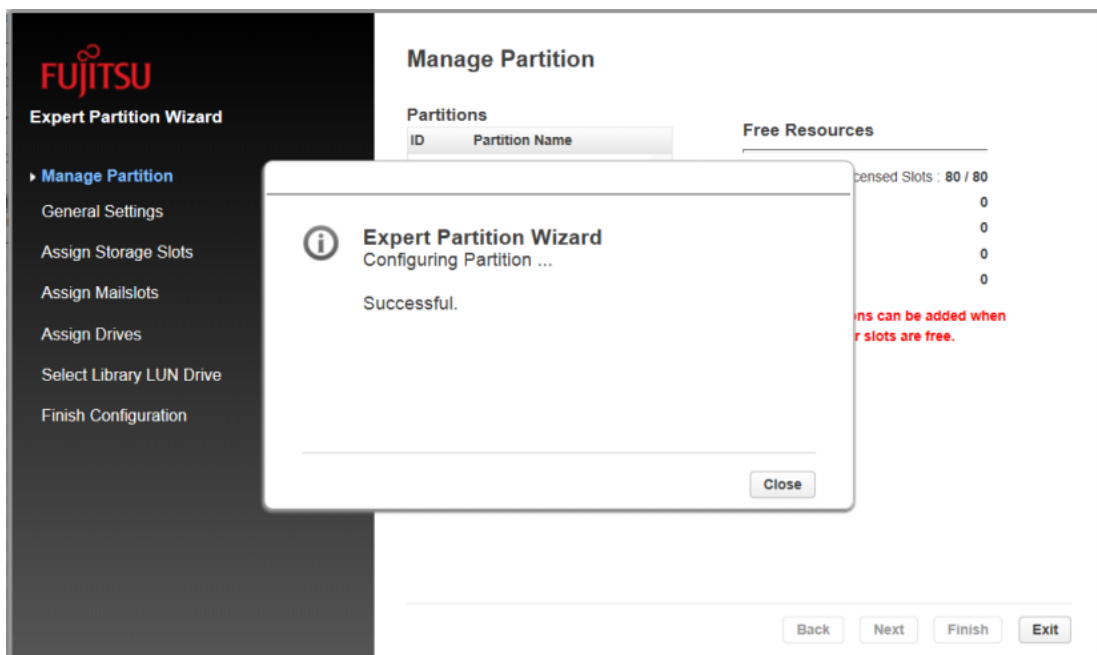 FUJITSU
Expert Partition Wizard
Manage Partition
General Settings
Assign Storage Slots
Assign Mailslots
Assign Drives
Select Library LUN Drive
Finish Configuration
Manage Partition
Partitions
ID Partition Name
Free Resources
Slots : 80 / 80
0
0
0
0
can be added when
slots are free.
Expert Partition Wizard
Configuring Partition ...
Successful.
Close
Back Next Finish Exit